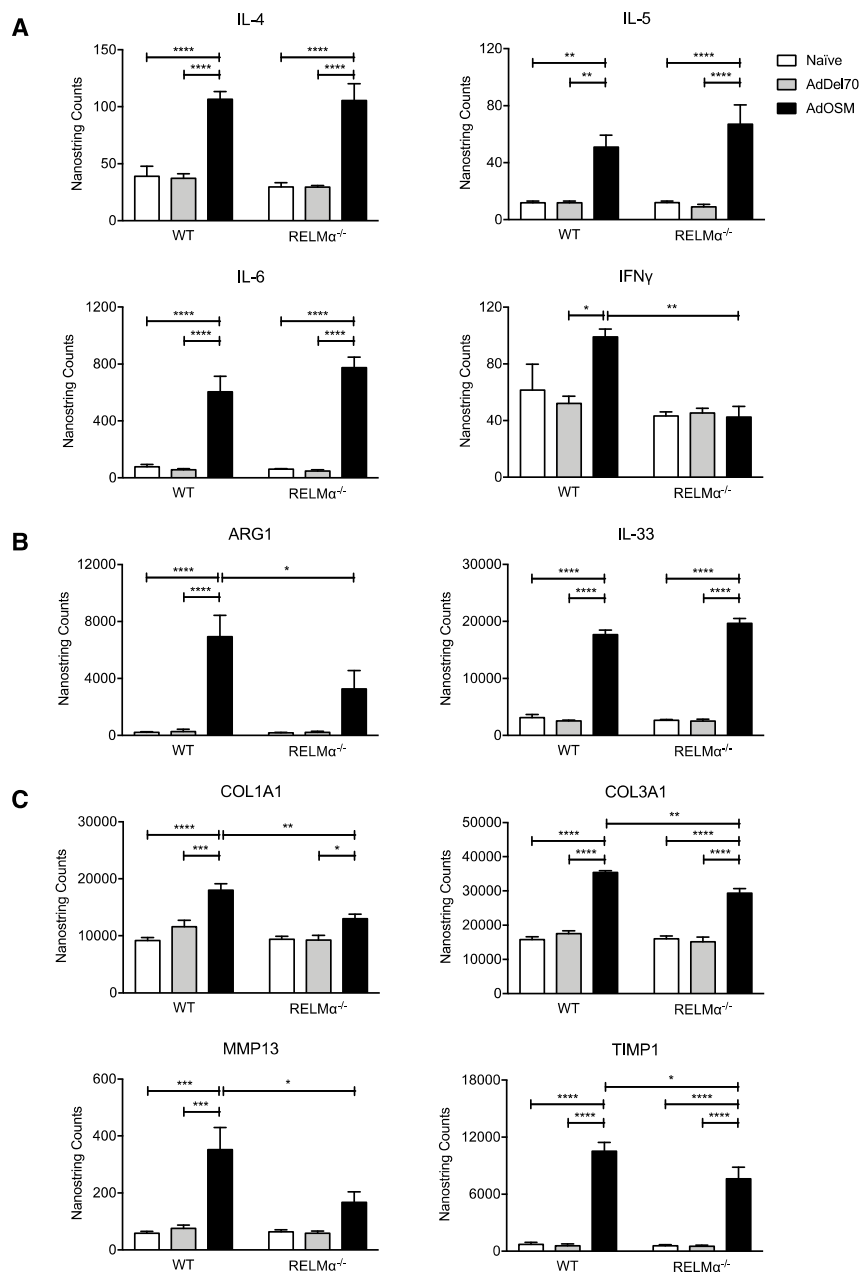 A
IL-4
Nanostring Counts
150
100
50
0
**** ****
**** ****
WT RELMα-/-
IL-5
Nanostring Counts
120
80
40
0
** ****
** ****
WT RELMα-/-
Naïve
AdDel70
AdOSM
IL-6
Nanostring Counts
1200
800
400
0
**** ****
**** ****
WT RELMα-/-
IFNγ
Nanostring Counts
120
80
60
40
0
* **
WT RELMα-/-
B
ARG1
Nanostring Counts
12000
8000
4000
0
**** *
****
WT RELMα-/-
IL-33
Nanostring Counts
30000
20000
10000
0
**** ****
**** ****
WT RELMα-/-
C
COL1A1
Nanostring Counts
30000
20000
10000
0
**** **
*** *
WT RELMα-/-
COL3A1
Nanostring Counts
50000
40000
30000
20000
10000
0
**
**** ****
**** ****
WT RELMα-/-
MMP13
Nanostring Counts
600
400
200
0
*** *
***
WT RELMα-/-
TIMP1
Nanostring Counts
18000
12000
6000
0
*
**** ****
**** ****
WT RELMα-/-